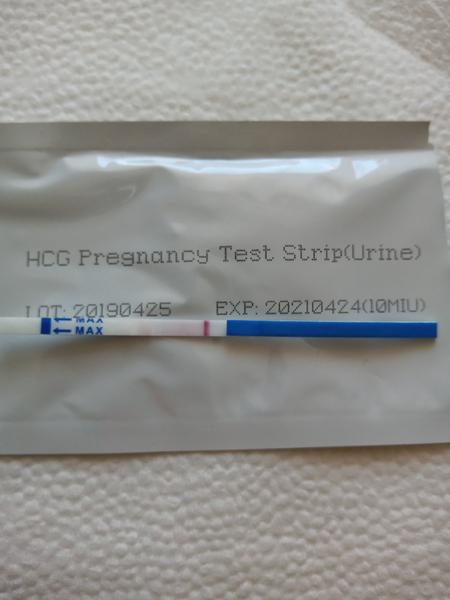 HCG Pregnancy Test Strip(Urine)
LOT: 20190425 EXP: 20210424(10MIU)
MAX
MAX